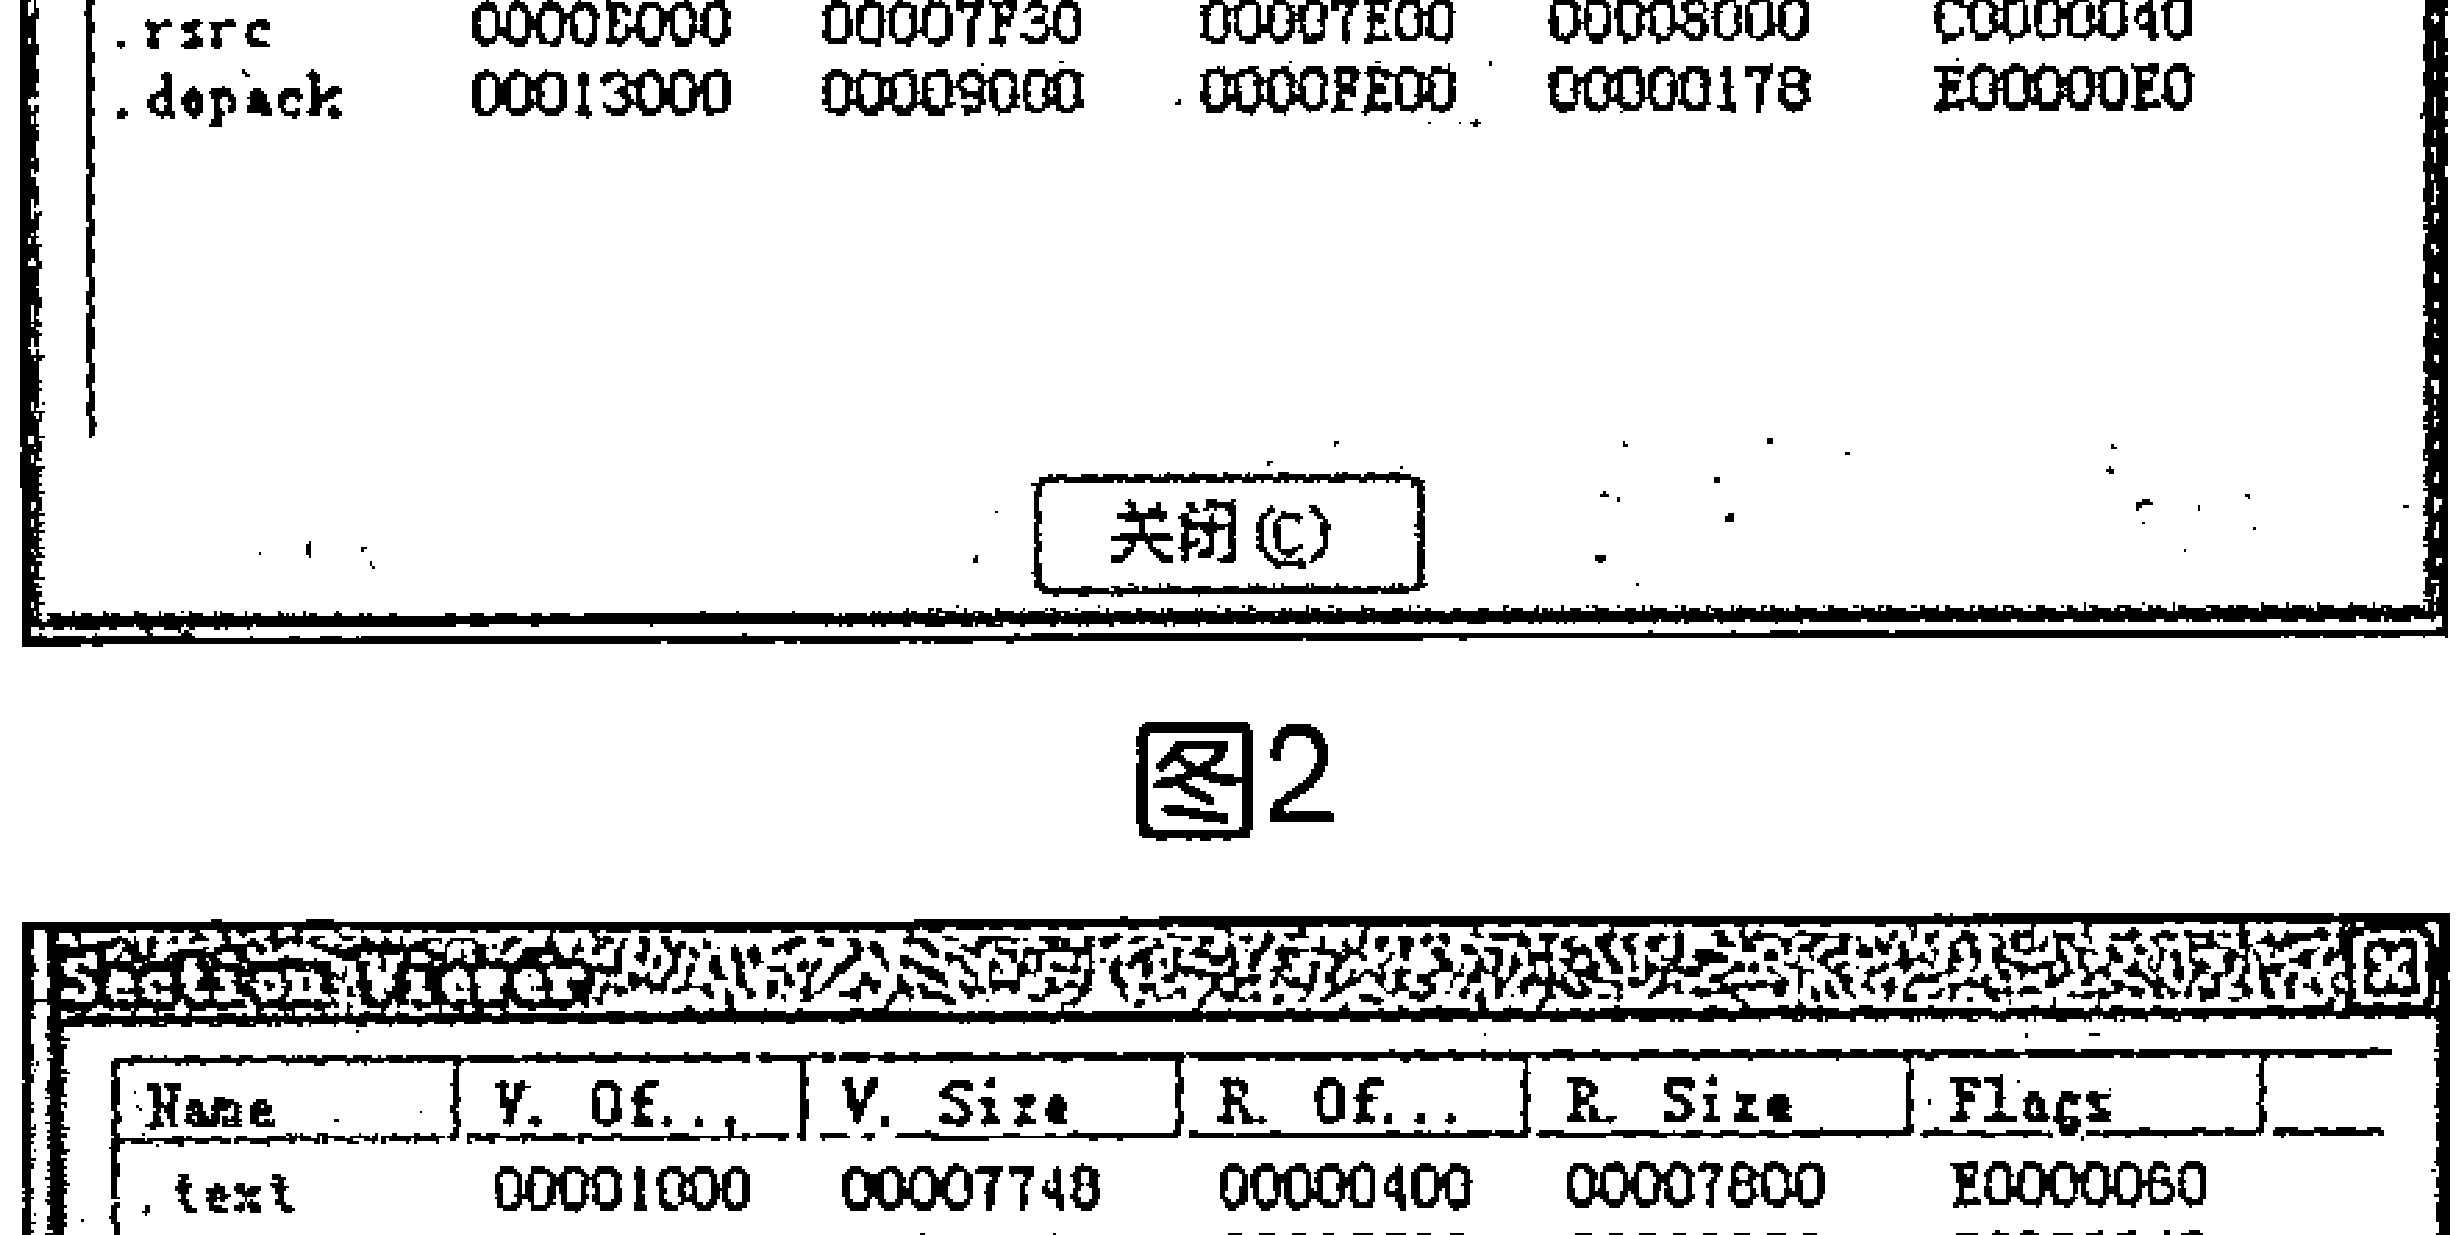 .rsrc 0000B000 00007F30 00007E00 00008000 C0000040
.depack 00013000 00009000 0000FE00 00000178 E00000E0
关闭(C)
图2
Section Viewer
Name V. Of... V. Size R. Of... R. Size Flags
.text 00001000 00007748 00000400 00007800 E0000060